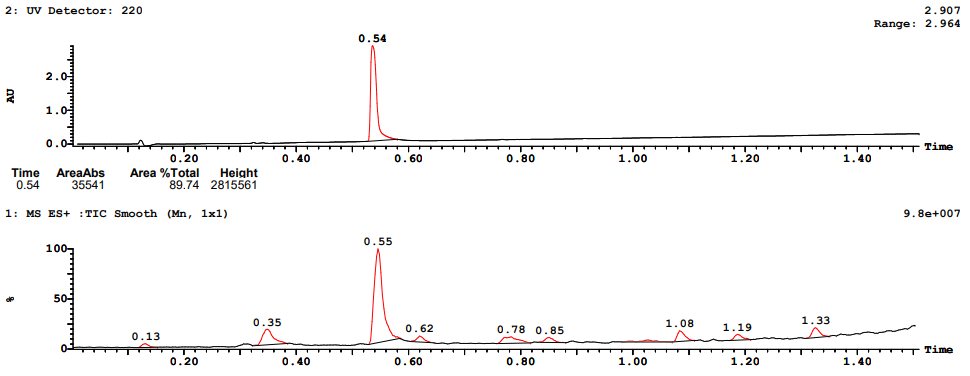 2: UV Detector: 220
2.907
Range: 2.964
0.54
AU
2.0
1.0
0.0
0.20 0.40 0.60 0.80 1.00 1.20 1.40
Time
Time AreaAbs Area %Total Height
0.54 35541 89.74 2815561
1: MS ES+ :TIC Smooth (Mn, 1x1)
9.8e+007
0.55
100
%
50
0.13 0.35 0.62 0.78 0.85 1.08 1.19 1.33
0
0.20 0.40 0.60 0.80 1.00 1.20 1.40
Time